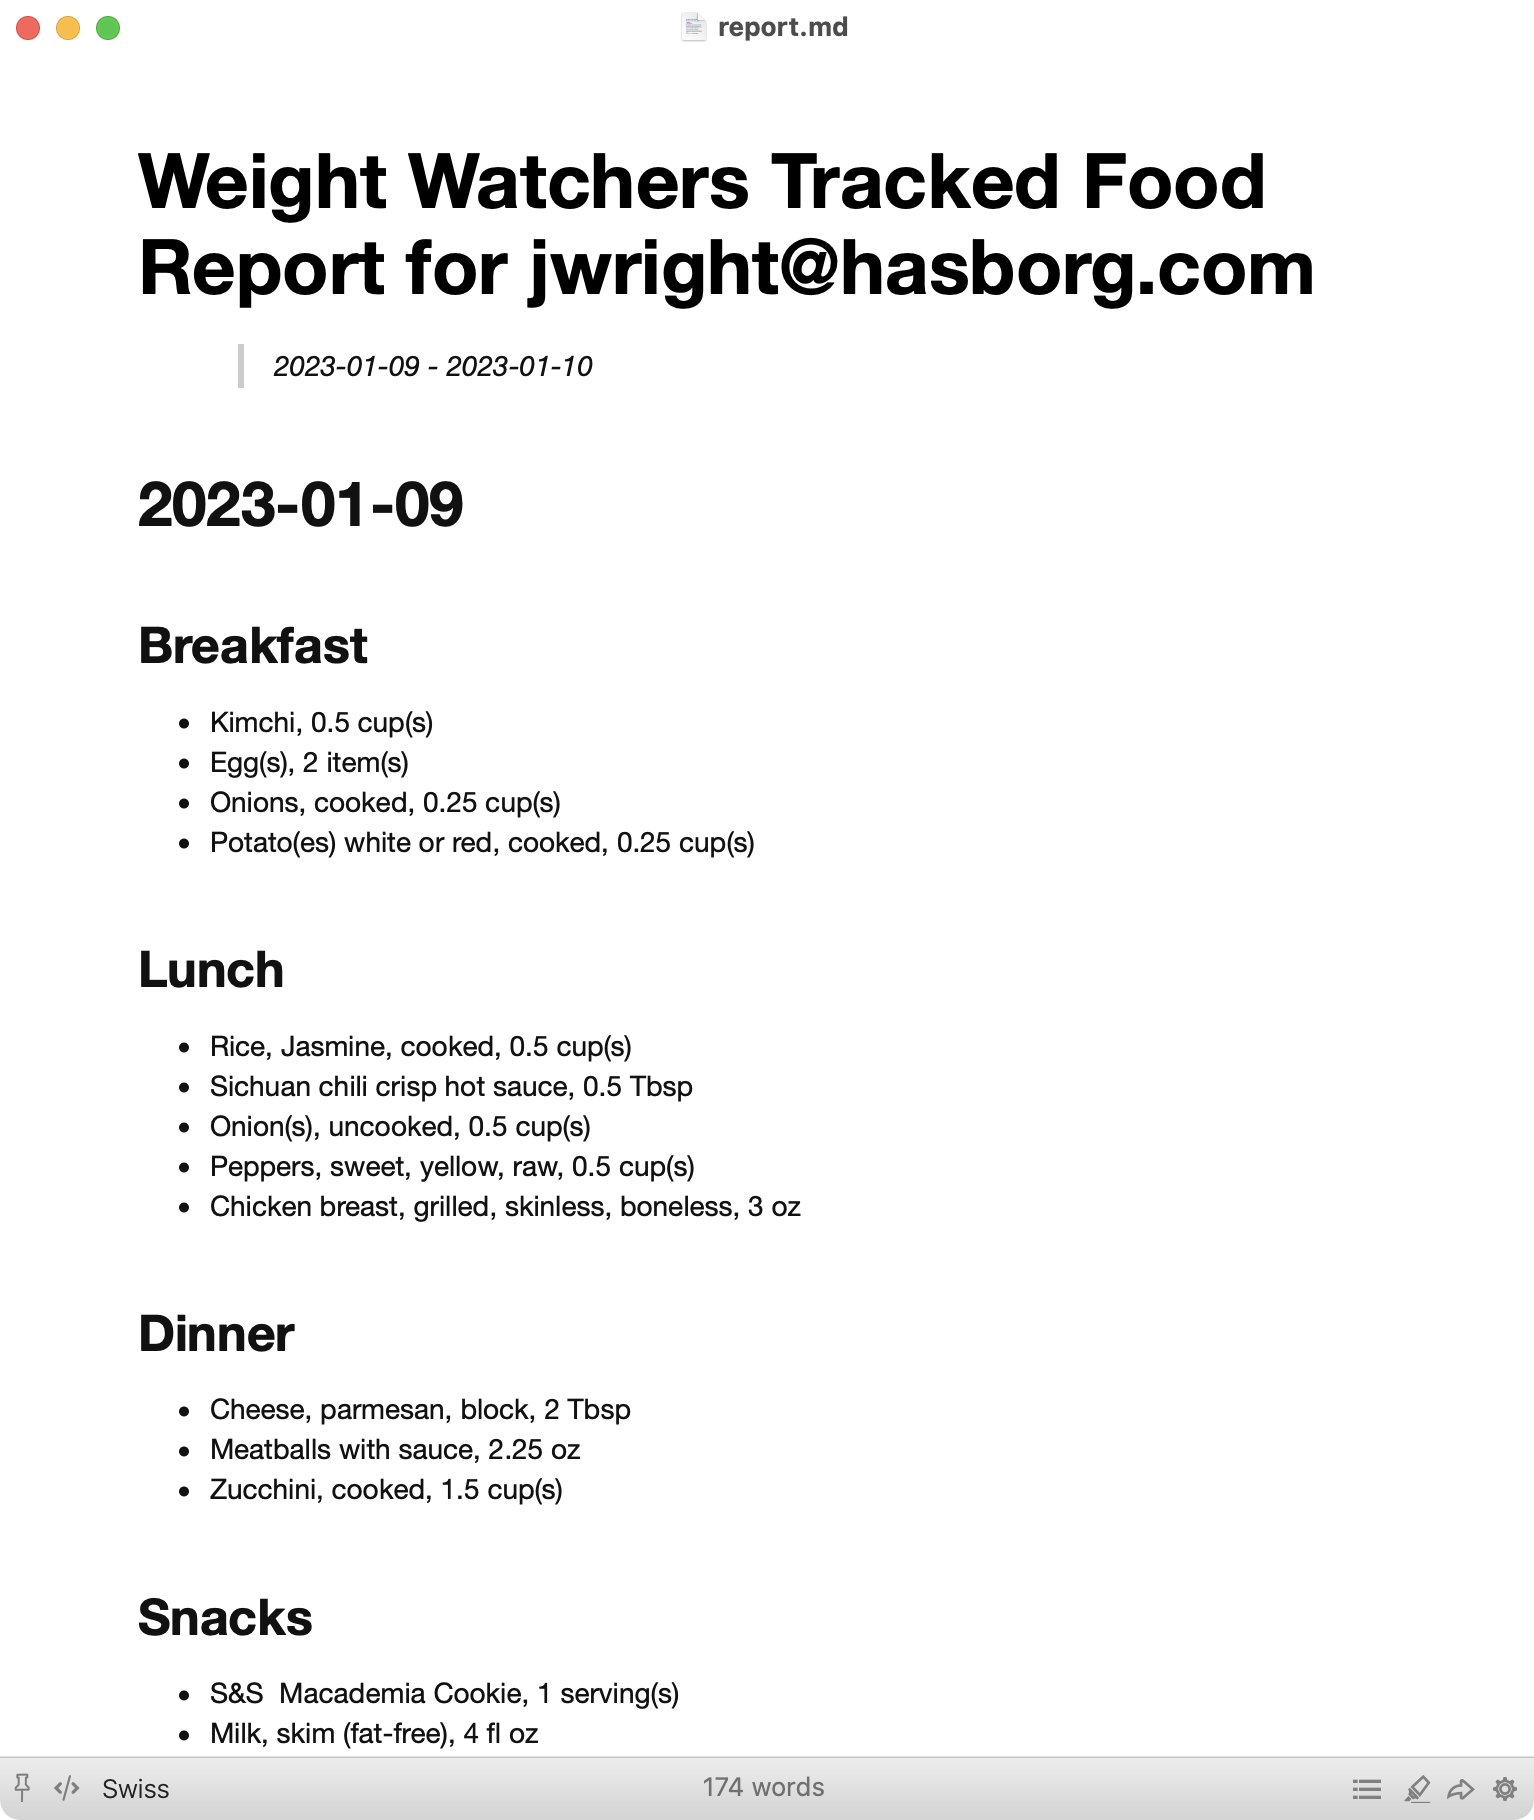 report.md
Weight Watchers Tracked Food
Report for jwright@hasborg.com
2023-01-09 - 2023-01-10
2023-01-09
Breakfast
• Kimchi, 0.5 cup(s)
• Egg(s), 2 item(s)
• Onions, cooked, 0.25 cup(s)
• Potato(es) white or red, cooked, 0.25 cup(s)
Lunch
• Rice, Jasmine, cooked, 0.5 cup(s)
• Sichuan chili crisp hot sauce, 0.5 Tbsp
• Onion(s), uncooked, 0.5 cup(s)
• Peppers, sweet, yellow, raw, 0.5 cup(s)
• Chicken breast, grilled, skinless, boneless, 3 oz
Dinner
• Cheese, parmesan, block, 2 Tbsp
• Meatballs with sauce, 2.25 oz
• Zucchini, cooked, 1.5 cup(s)
Snacks
• S&S  Macademia Cookie, 1 serving(s)
• Milk, skim (fat-free), 4 fl oz
Swiss 174 words